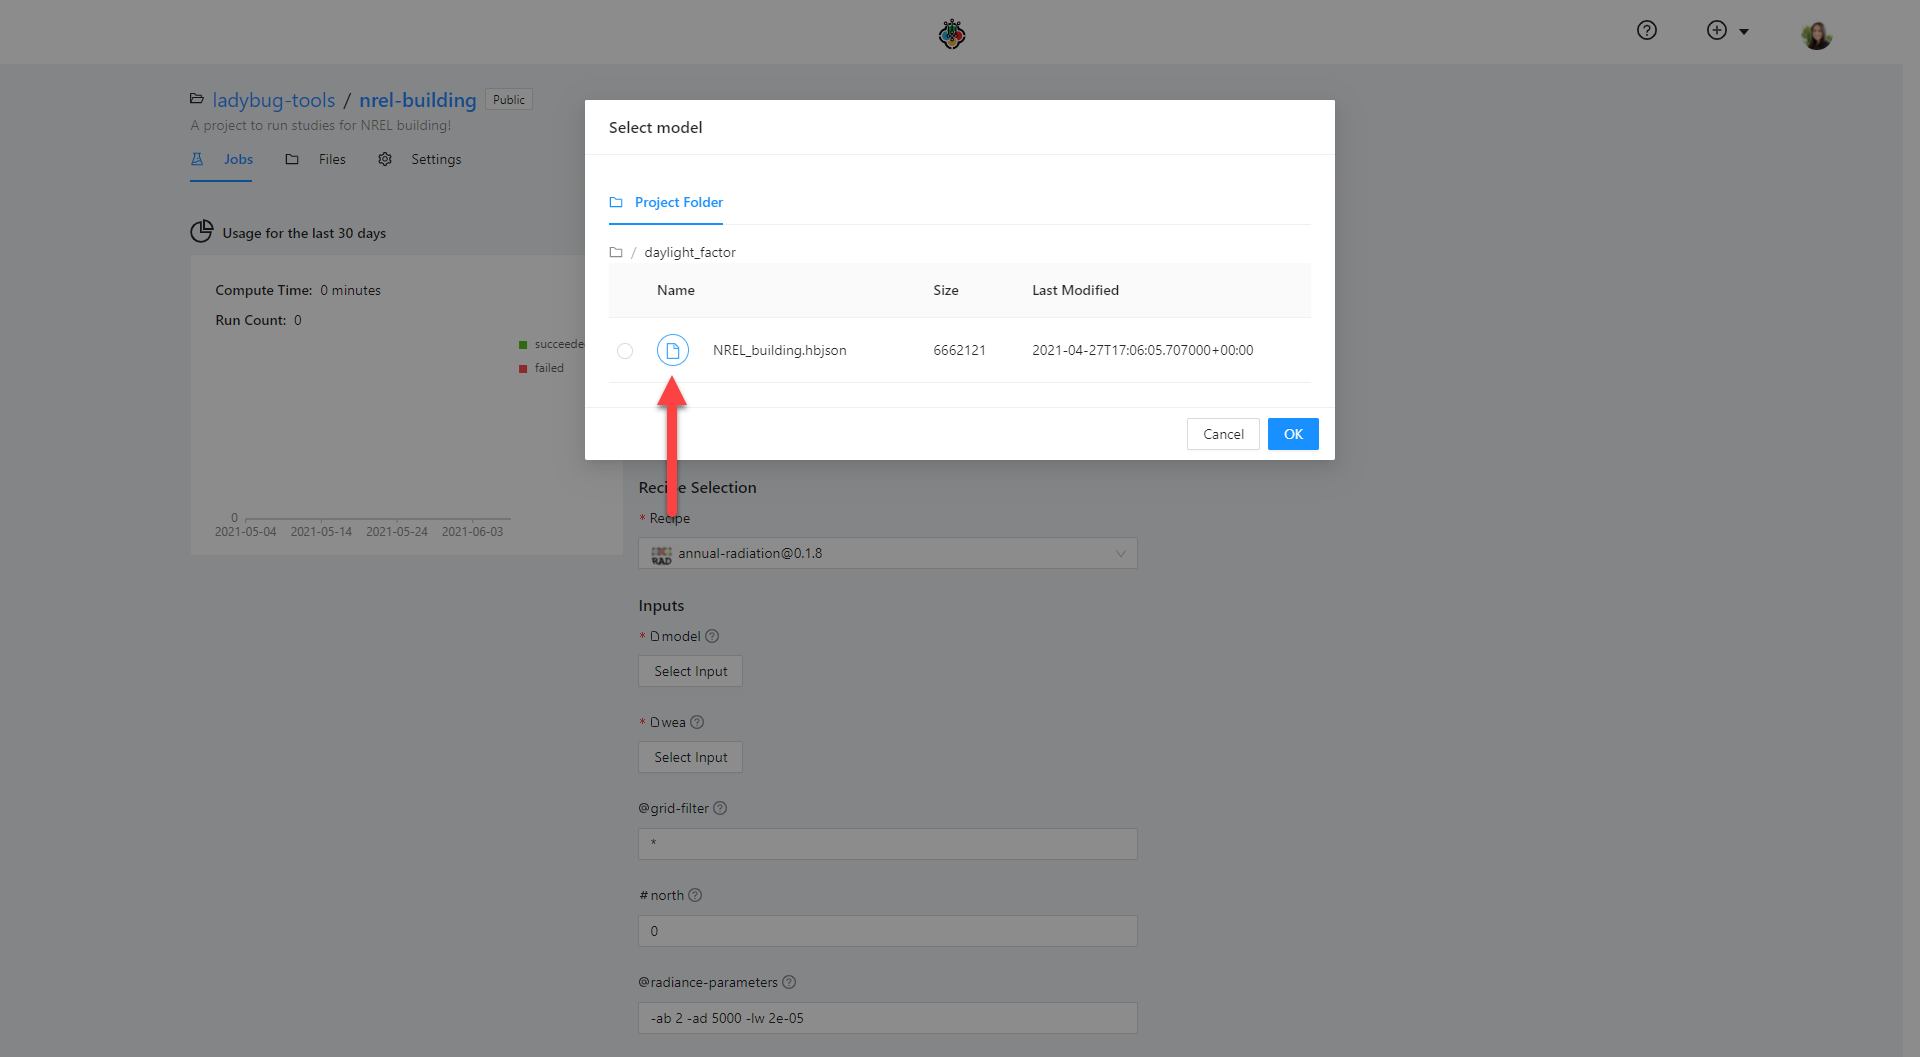 ladybug-tools / nrel-building Public
A project to run studies for NREL building!
Jobs Files Settings
Usage for the last 30 days
Compute Time: 0 minutes
Run Count: 0
succeede
failed
0
2021-05-04 2021-05-14 2021-05-24 2021-06-03
Select model
Project Folder
/ daylight_factor
Name Size Last Modified
NREL_building.hbjson 6662121 2021-04-27T17:06:05.707000+00:00
Cancel OK
Recipe Selection
* Recipe
RAD annual-radiation@0.1.8
Inputs
* model ?
Select Input
* wea ?
Select Input
@grid-filter ?
*
#north ?
0
@radiance-parameters ?
-ab 2 -ad 5000 -lw 2e-05